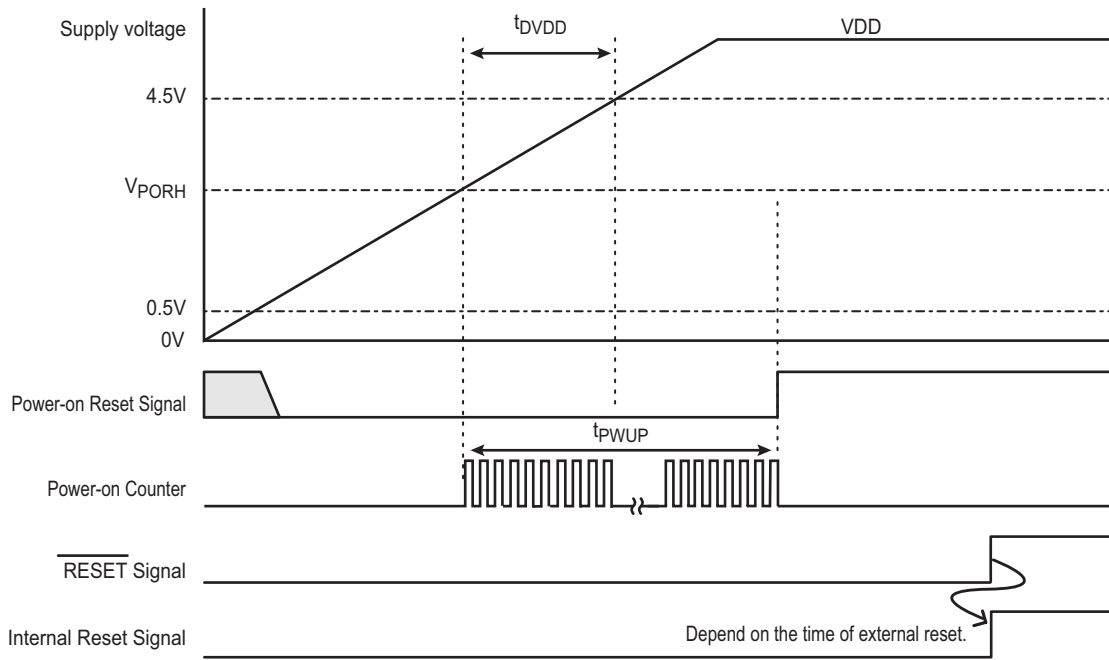 Supply voltage
tDVDD
VDD
4.5V
VPORH
0.5V
0V
Power-on Reset Signal
tPWUP
Power-on Counter
RESET Signal
Internal Reset Signal
Depend on the time of external reset.